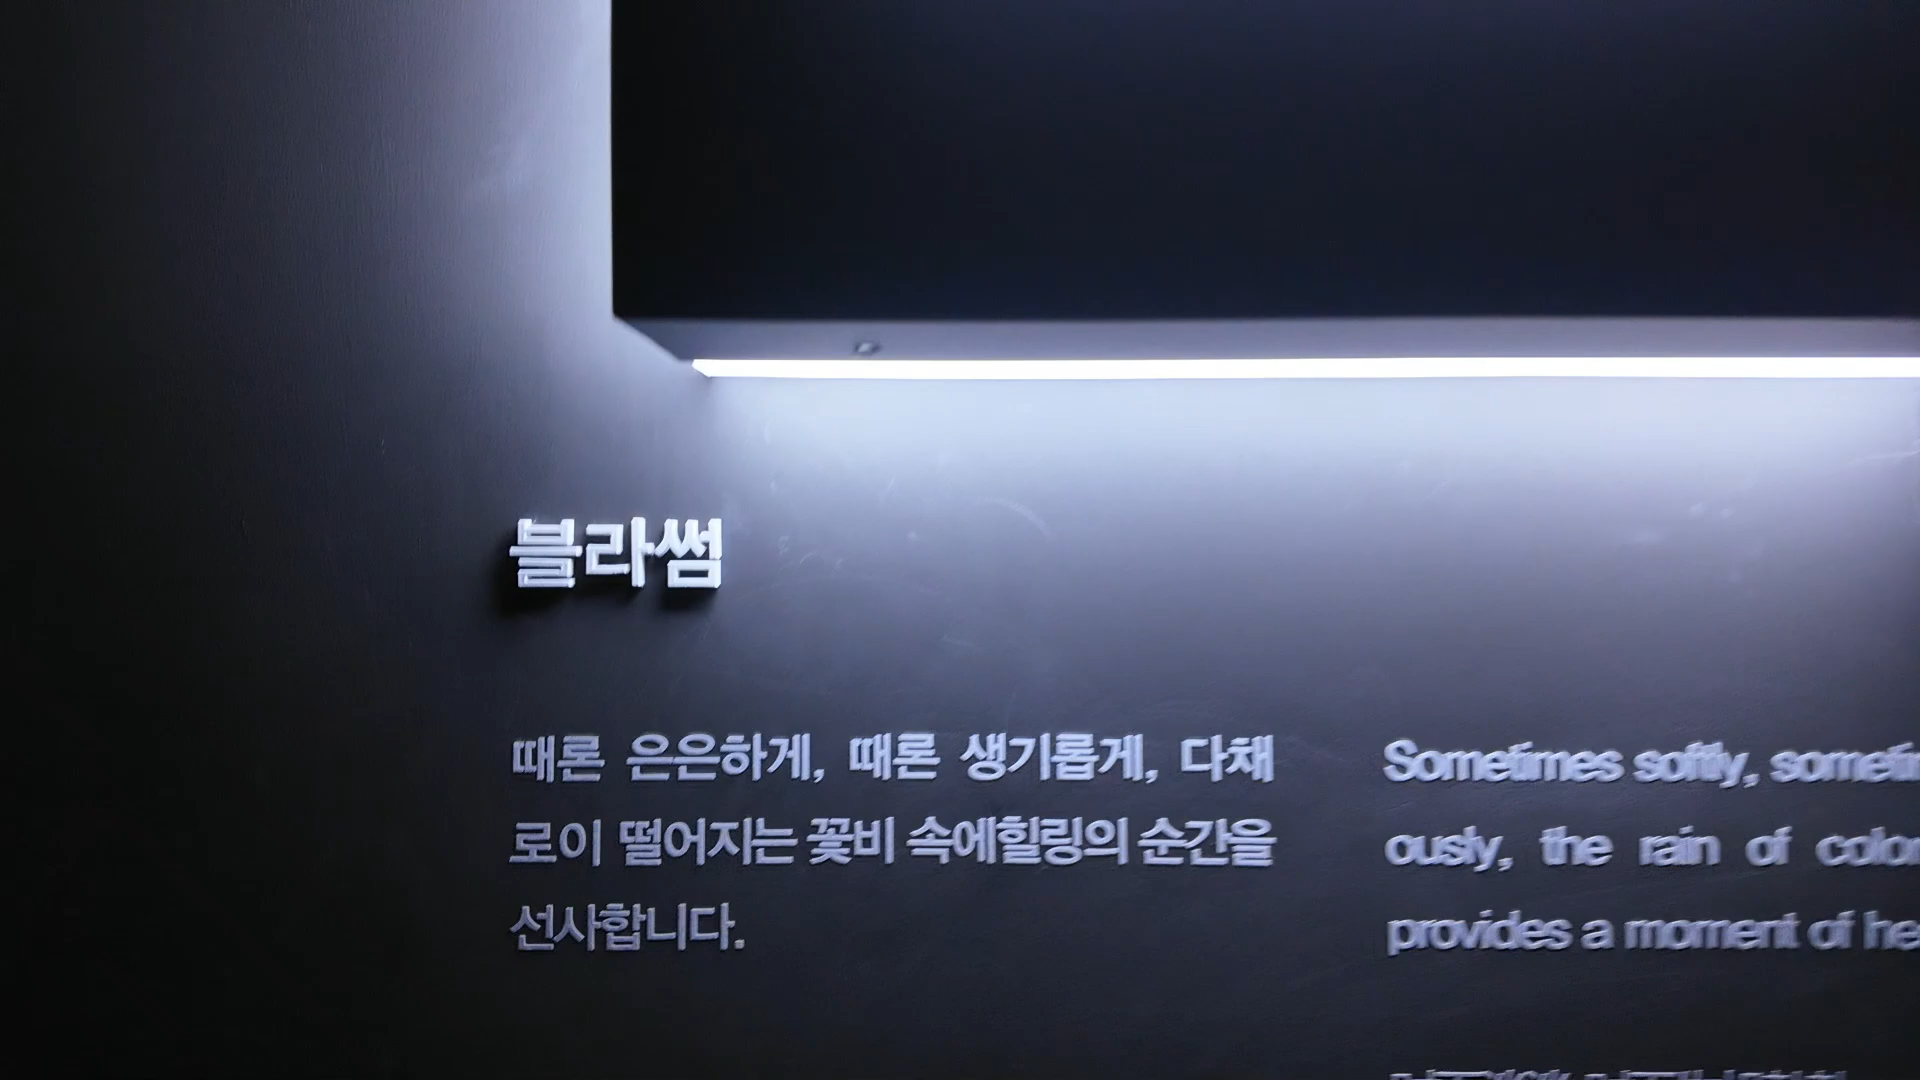 블라썸
때론 은은하게, 때론 생기롭게, 다채
로이 떨어지는 꽃비 속에힐링의 순간을
선사합니다.
Sometimes softly,
ously, the rain of
provides a moment of